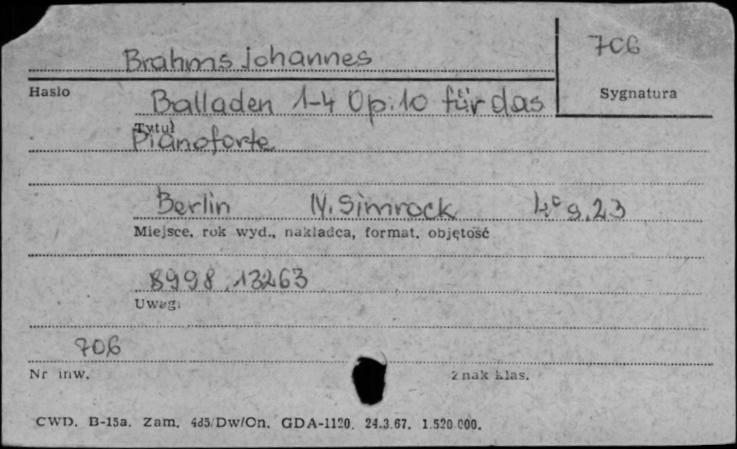 Brahms Johannes
706
Hasło
Sygnatura
Balladen 1-4 Op.10 für das
Tytuł
Pianoforte
Berlin N. Simrock 4° s. 23
Miejsce, rok wyd., nakładca, format, objętość
8998, 13263
Uwagi
706
Nr inw.
Znak klas.
CWD. B-15a. Zam. 485/Dw/On. GDA-1120. 24.3.67. 1.520.000.